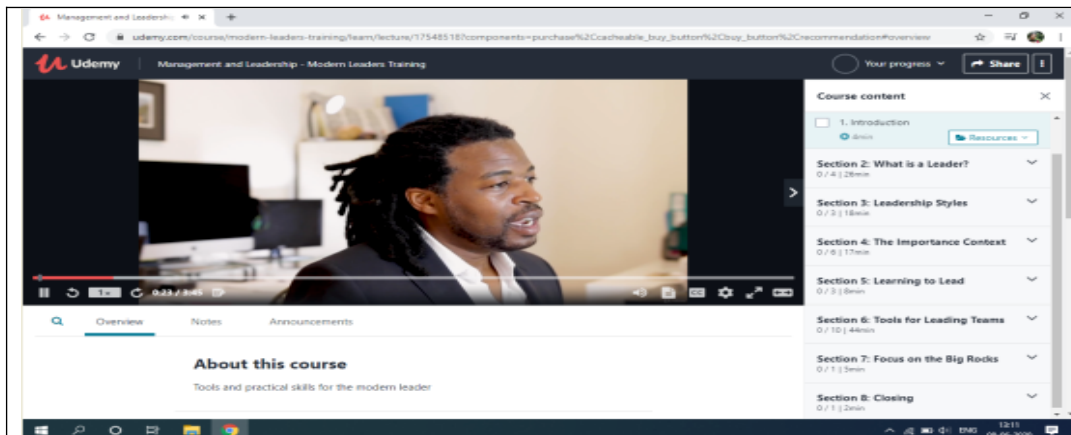 Management and Leadership
udemy.com/course/modern-leaders-training/learn/lecture/17548518?components=purchase%2Ccacheable_buy_button%2Cbuy_button%2Crecommendation#overview
Udemy
Management and Leadership - Modern Leaders Training
Your progress
Share
Course content
1. Introduction
4min
Resources
Section 2: What is a Leader?
0 / 4 | 26min
Section 3: Leadership Styles
0 / 3 | 18min
Section 4: The Importance Context
0 / 6 | 17min
Section 5: Learning to Lead
0 / 3 | 8min
Section 6: Tools for Leading Teams
0 / 10 | 44min
Section 7: Focus on the Big Rocks
0 / 1 | 5min
Section 8: Closing
0 / 1 | 2min
0:23 / 3:45
CC
Overview
Notes
Announcements
About this course
Tools and practical skills for the modern leader
ENG